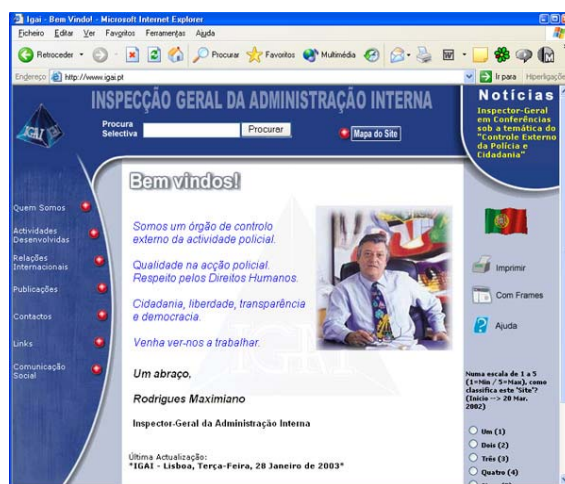 Igai - Bem Vindo! - Microsoft Internet Explorer
Ficheiro Editar Ver Favoritos Ferramentas Ajuda
Retroceder Procurar Favoritos Multimédia
Endereço http://www.igai.pt Ir para Hiperligações
INSPECÇÃO GERAL DA ADMINISTRAÇÃO INTERNA
IGAI
Procura
Selectiva
Procurar
Mapa do Site
Notícias
Inspector-Geral
em Conferências
sob a temática do
"Controle Externo
da Polícia e
Cidadania"
Quem Somos
Actividades
Desenvolvidas
Relações
Internacionais
Publicações
Contactos
Links
Comunicação
Social
Bem vindos!
Somos um órgão de controlo
externo da actividade policial.
Qualidade na acção policial.
Respeito pelos Direitos Humanos.
Cidadania, liberdade, transparência
e democracia.
Venha ver-nos a trabalhar.
Um abraço,
Rodrigues Maximiano
Inspector-Geral da Administração Interna
Última Actualização:
"IGAI - Lisboa, Terça-Feira, 28 Janeiro de 2003"
IGAI
Imprimir
Com Frames
Ajuda
Numa escala de 1 a 5
(1=Min / 5=Max), como
classifica este "Site"?
(Inicio --> 20 Mar.
2002)
Um (1)
Dois (2)
Três (3)
Quatro (4)